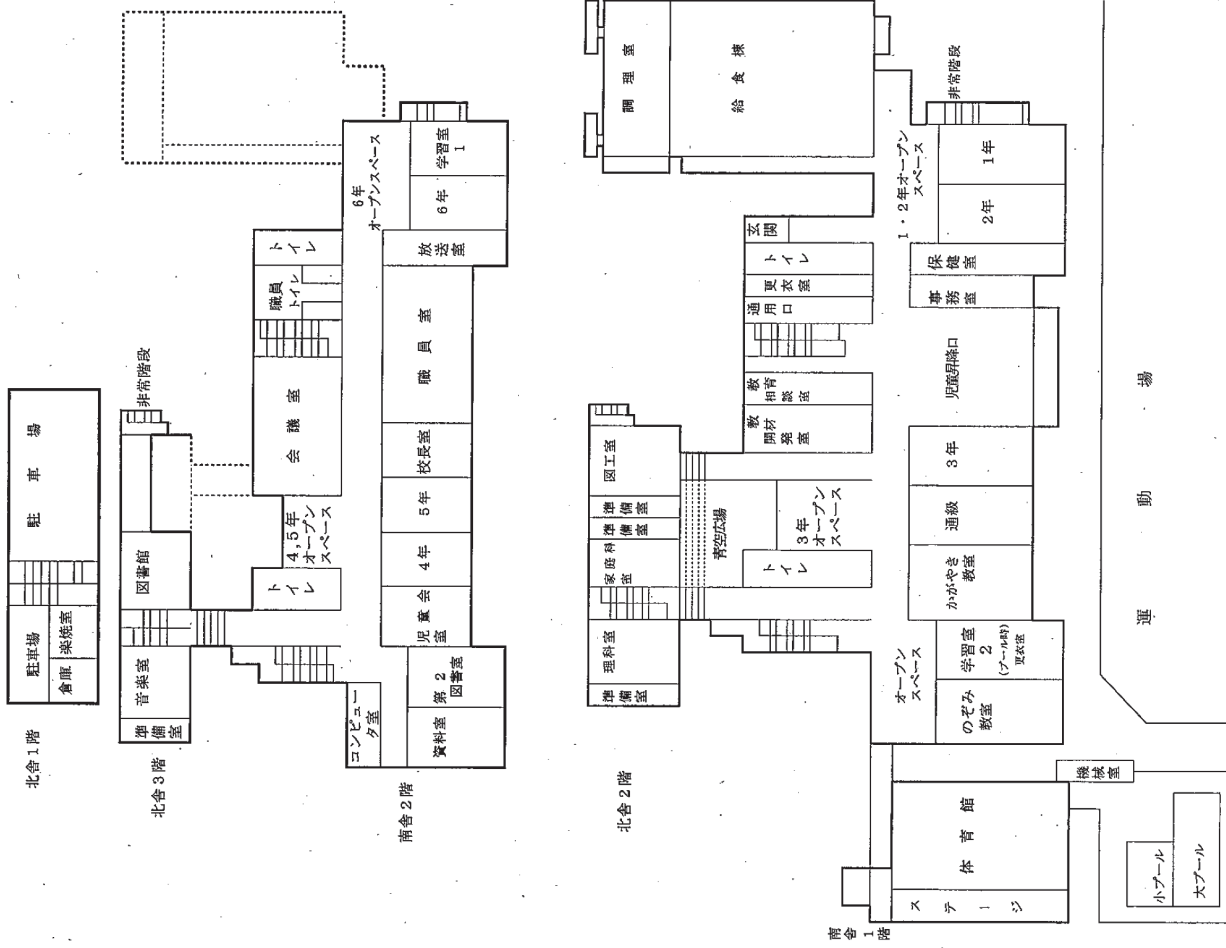 北舎1階
駐車場
倉庫
楽焼室
駐車場
北舎3階
準備室
音楽室
図書館
非常階段
南舎2階
コンピュータ室
資料室
第2図書室
トイレ
4,5年
オープン
スペース
会議室
職員トイレ
トイレ
児童会室
4年
5年
校長室
職員室
放送室
6年
オープンスペース
6年
学習室
1
北舎2階
準備室
理科室
家庭科室
準備室
準備室
図工室
青空広場
トイレ
3年
オープン
スペース
教材開発室
教育相談室
通用口
更衣室
トイレ
玄関
調理室
給食棟
非常階段
1・2年オープン
スペース
オープン
スペース
のぞみ
教室
学習室
2
(プール時)
更衣室
かがやき
教室
通級
3年
児童昇降口
事務室
保健室
2年
1年
南舎1階
ステージ
体育館
機械室
小プール
大プール
運動場